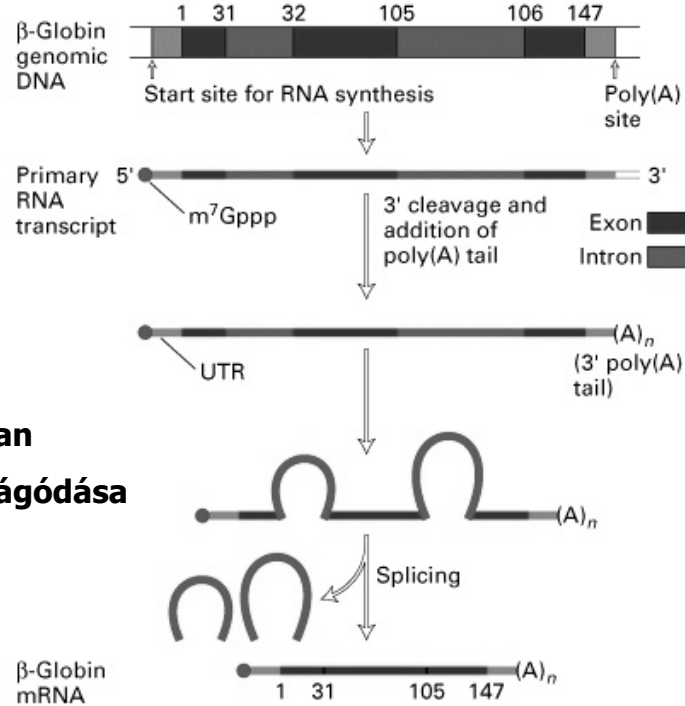 1 31 32 105 106 147
β-Globin
genomic
DNA
Start site for RNA synthesis
Poly(A)
site
Primary
RNA
transcript
5'
3'
m⁷Gppp
3' cleavage and
addition of
poly(A) tail
Exon
Intron
(A)ₙ
(3' poly(A)
tail)
UTR
an
ágódása
(A)ₙ
Splicing
β-Globin
mRNA
(A)ₙ
1 31 105 147